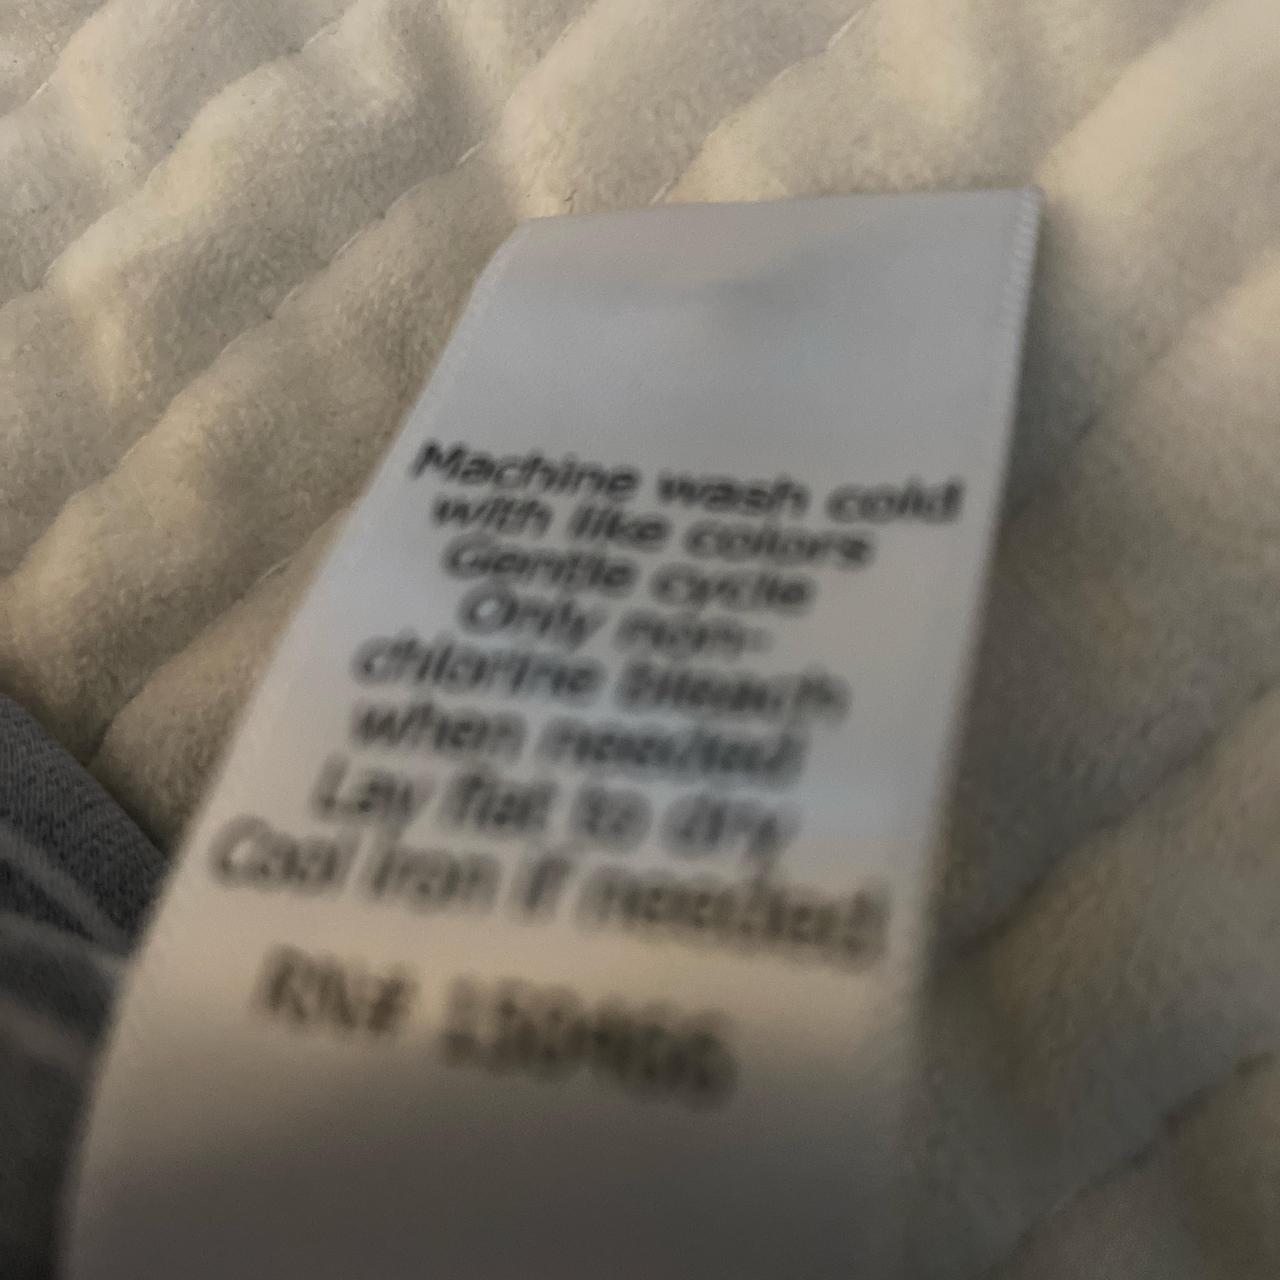 Machine wash cold
with like colors
Gentle cycle
Only non-
chlorine bleach
when needed
Lay flat to dry
Cool iron if needed
RN#